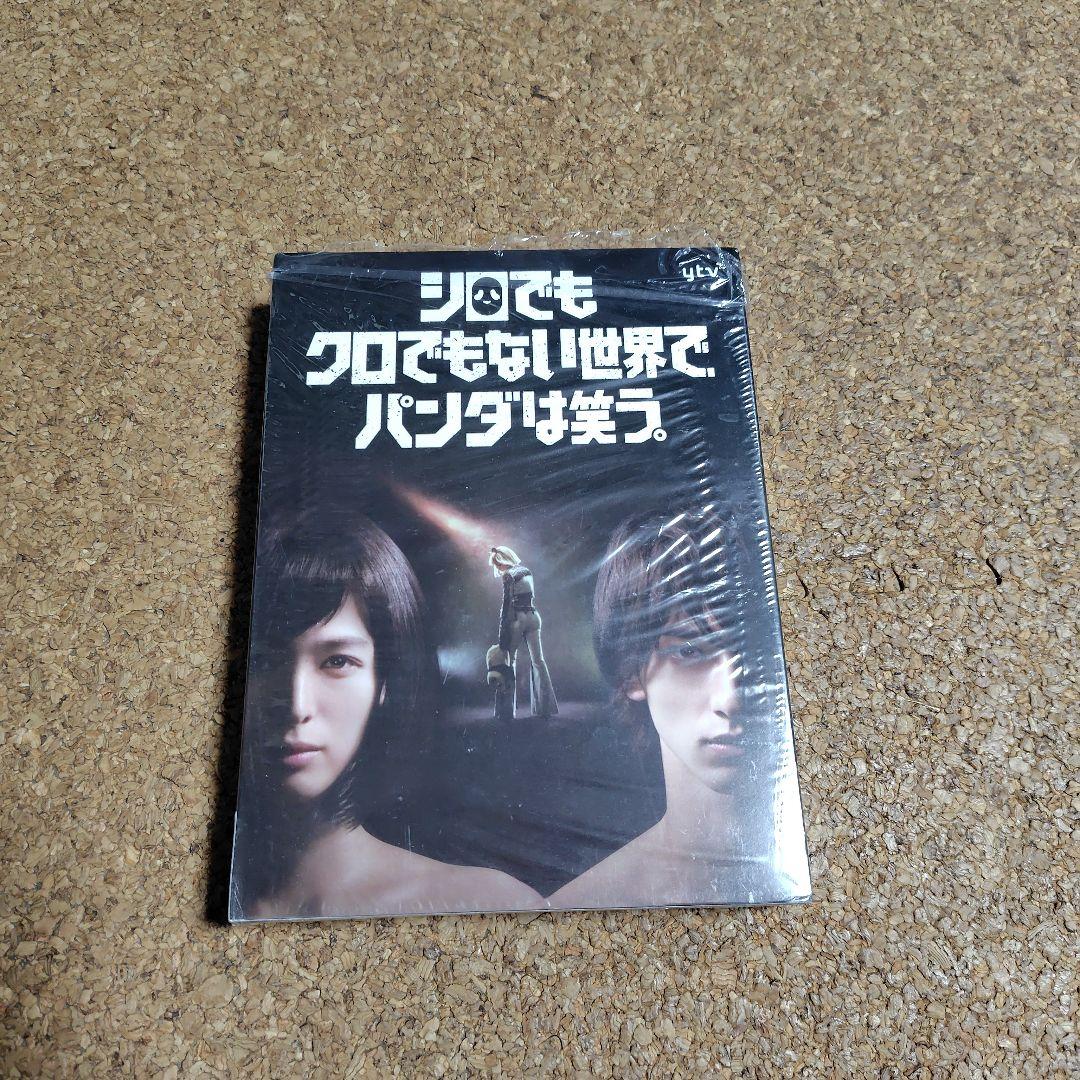 シロでも
クロでもない世界で、
パンダは笑う。
ytv